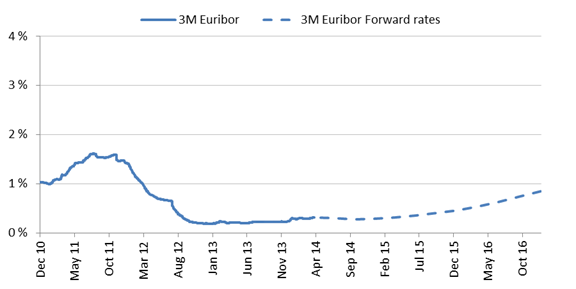 3M Euribor
3M Euribor Forward rates
4 %
3 %
2 %
1 %
0 %
Dec 10
May 11
Oct 11
Mar 12
Aug 12
Jan 13
Jun 13
Nov 13
Apr 14
Sep 14
Feb 15
Jul 15
Dec 15
May 16
Oct 16